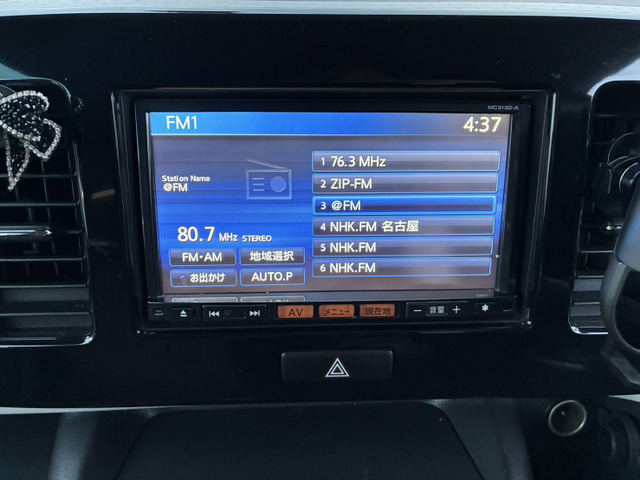 MC313D-A
FM1
4:37
Station Name
@FM
80.7 MHz STEREO
FM・AM 地域選択
お出かけ AUTO.P
1 76.3 MHz
2 ZIP-FM
3 @FM
4 NHK.FM 名古屋
5 NHK.FM
6 NHK.FM
AV メニュー 現在地
− 音量 +